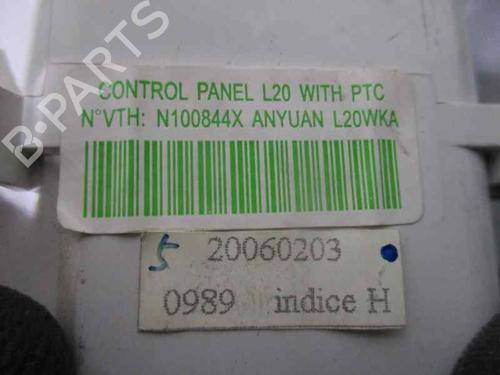 CONTROL PANEL L20 WITH PTC
N°VTH: N100844X ANYUAN L20WKA
5 20060203
0989 indice H
B-Parts